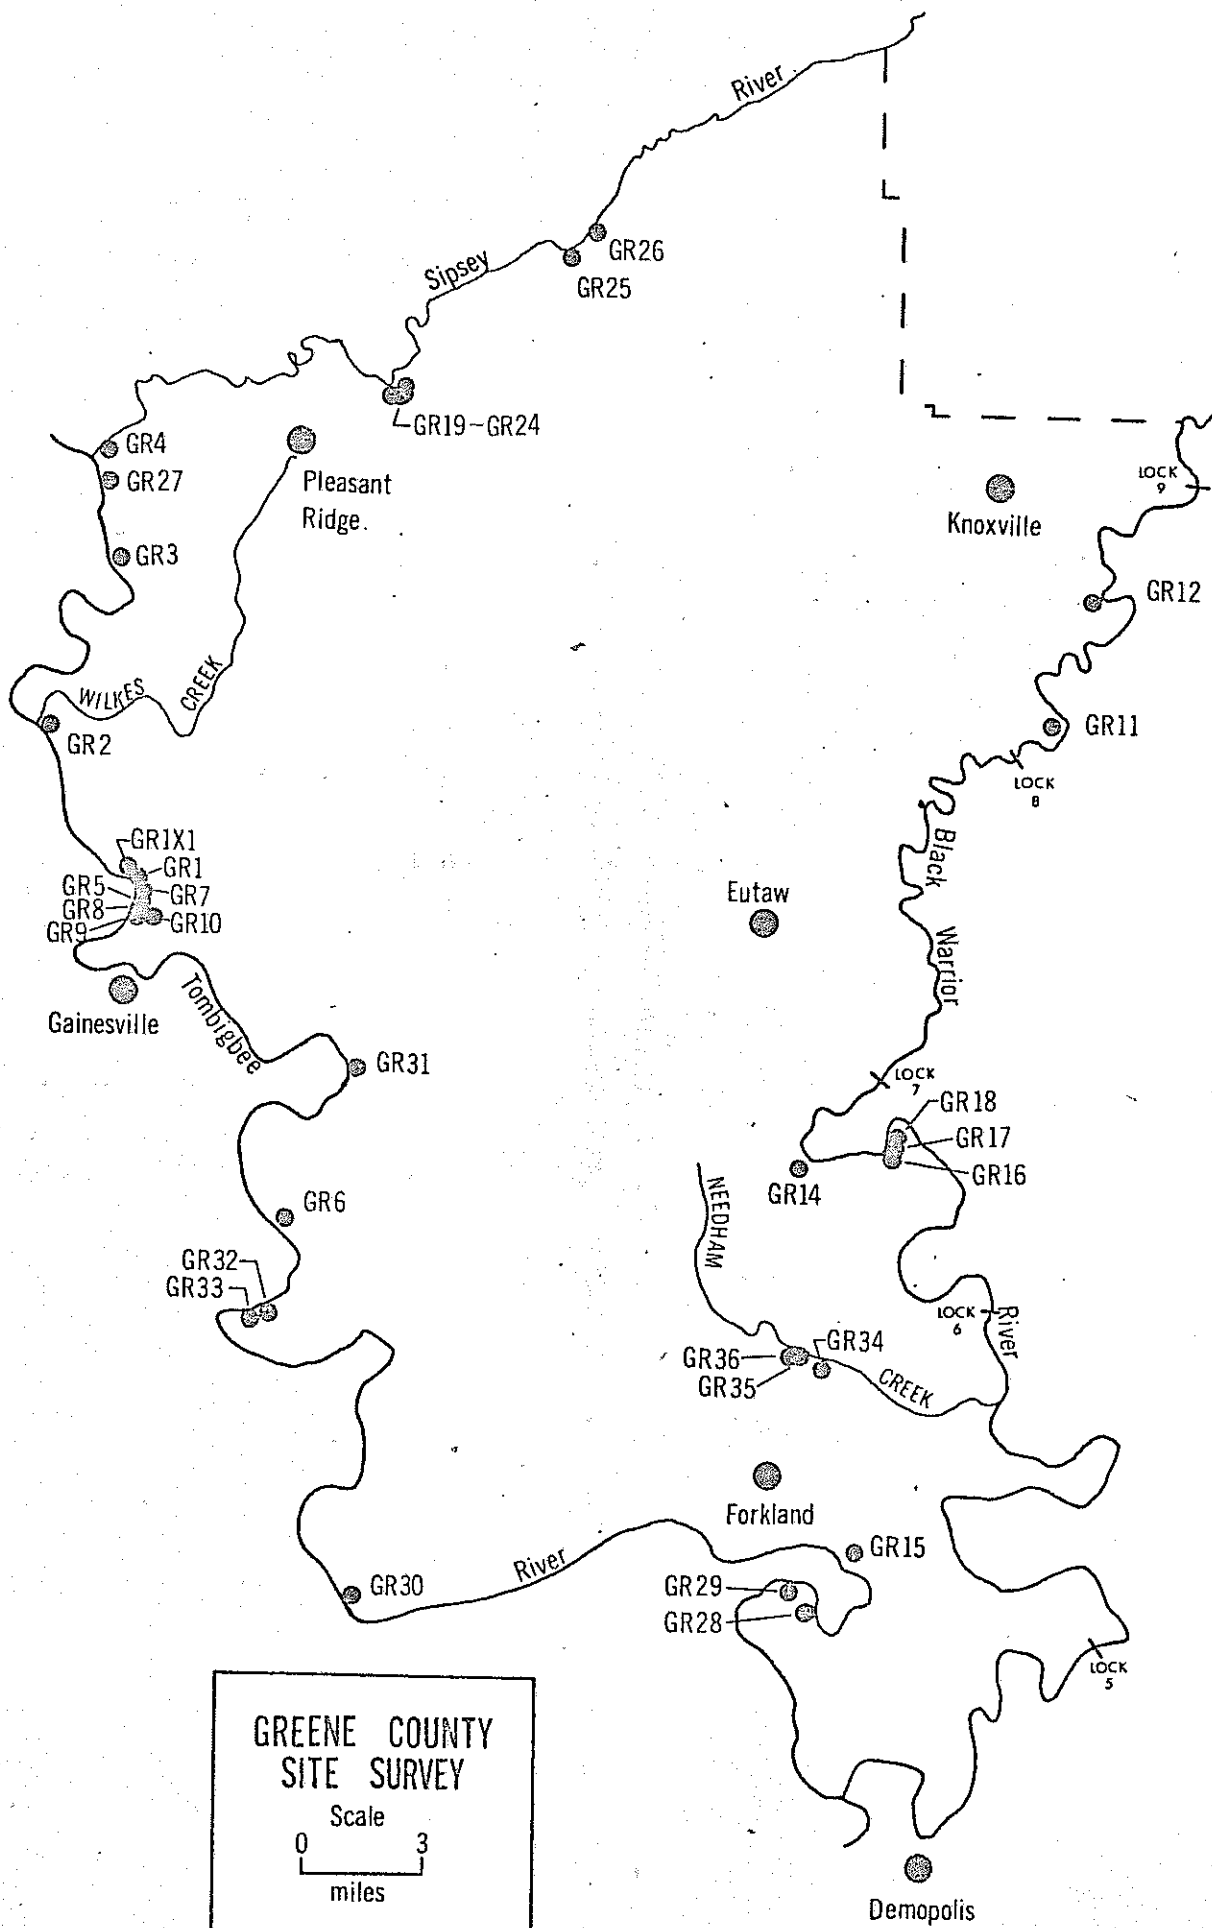 River
Sipsey
GR26
GR25
GR19-GR24
GR4
GR27
Pleasant
Ridge.
GR3
LOCK
9
Knoxville
GR12
WILKES
CREEK
GR2
GR11
LOCK
8
GR1X1
GR1
GR5
GR7
GR8
GR9
GR10
Black
Warrior
Eutaw
Gainesville
Tombigbee
GR31
LOCK
7
GR18
GR17
GR16
GR14
NEEDHAM
GR6
GR32
GR33
LOCK
6
River
GR34
GR36
GR35
CREEK
Forkland
GR15
River
GR30
GR29
GR28
LOCK
5
GREENE COUNTY
SITE SURVEY
Scale
0 3
miles
Demopolis